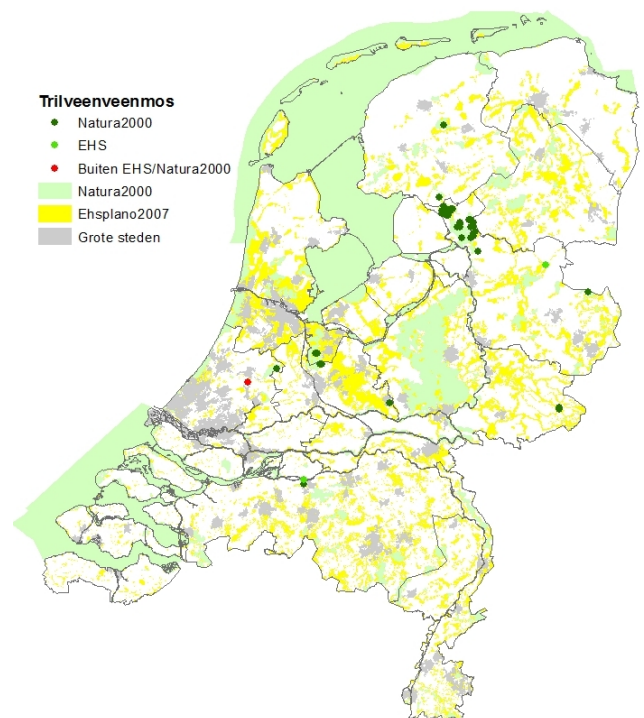 Trilveenveenmos
Natura2000
EHS
Buiten EHS/Natura2000
Natura2000
Ehsplano2007
Grote steden